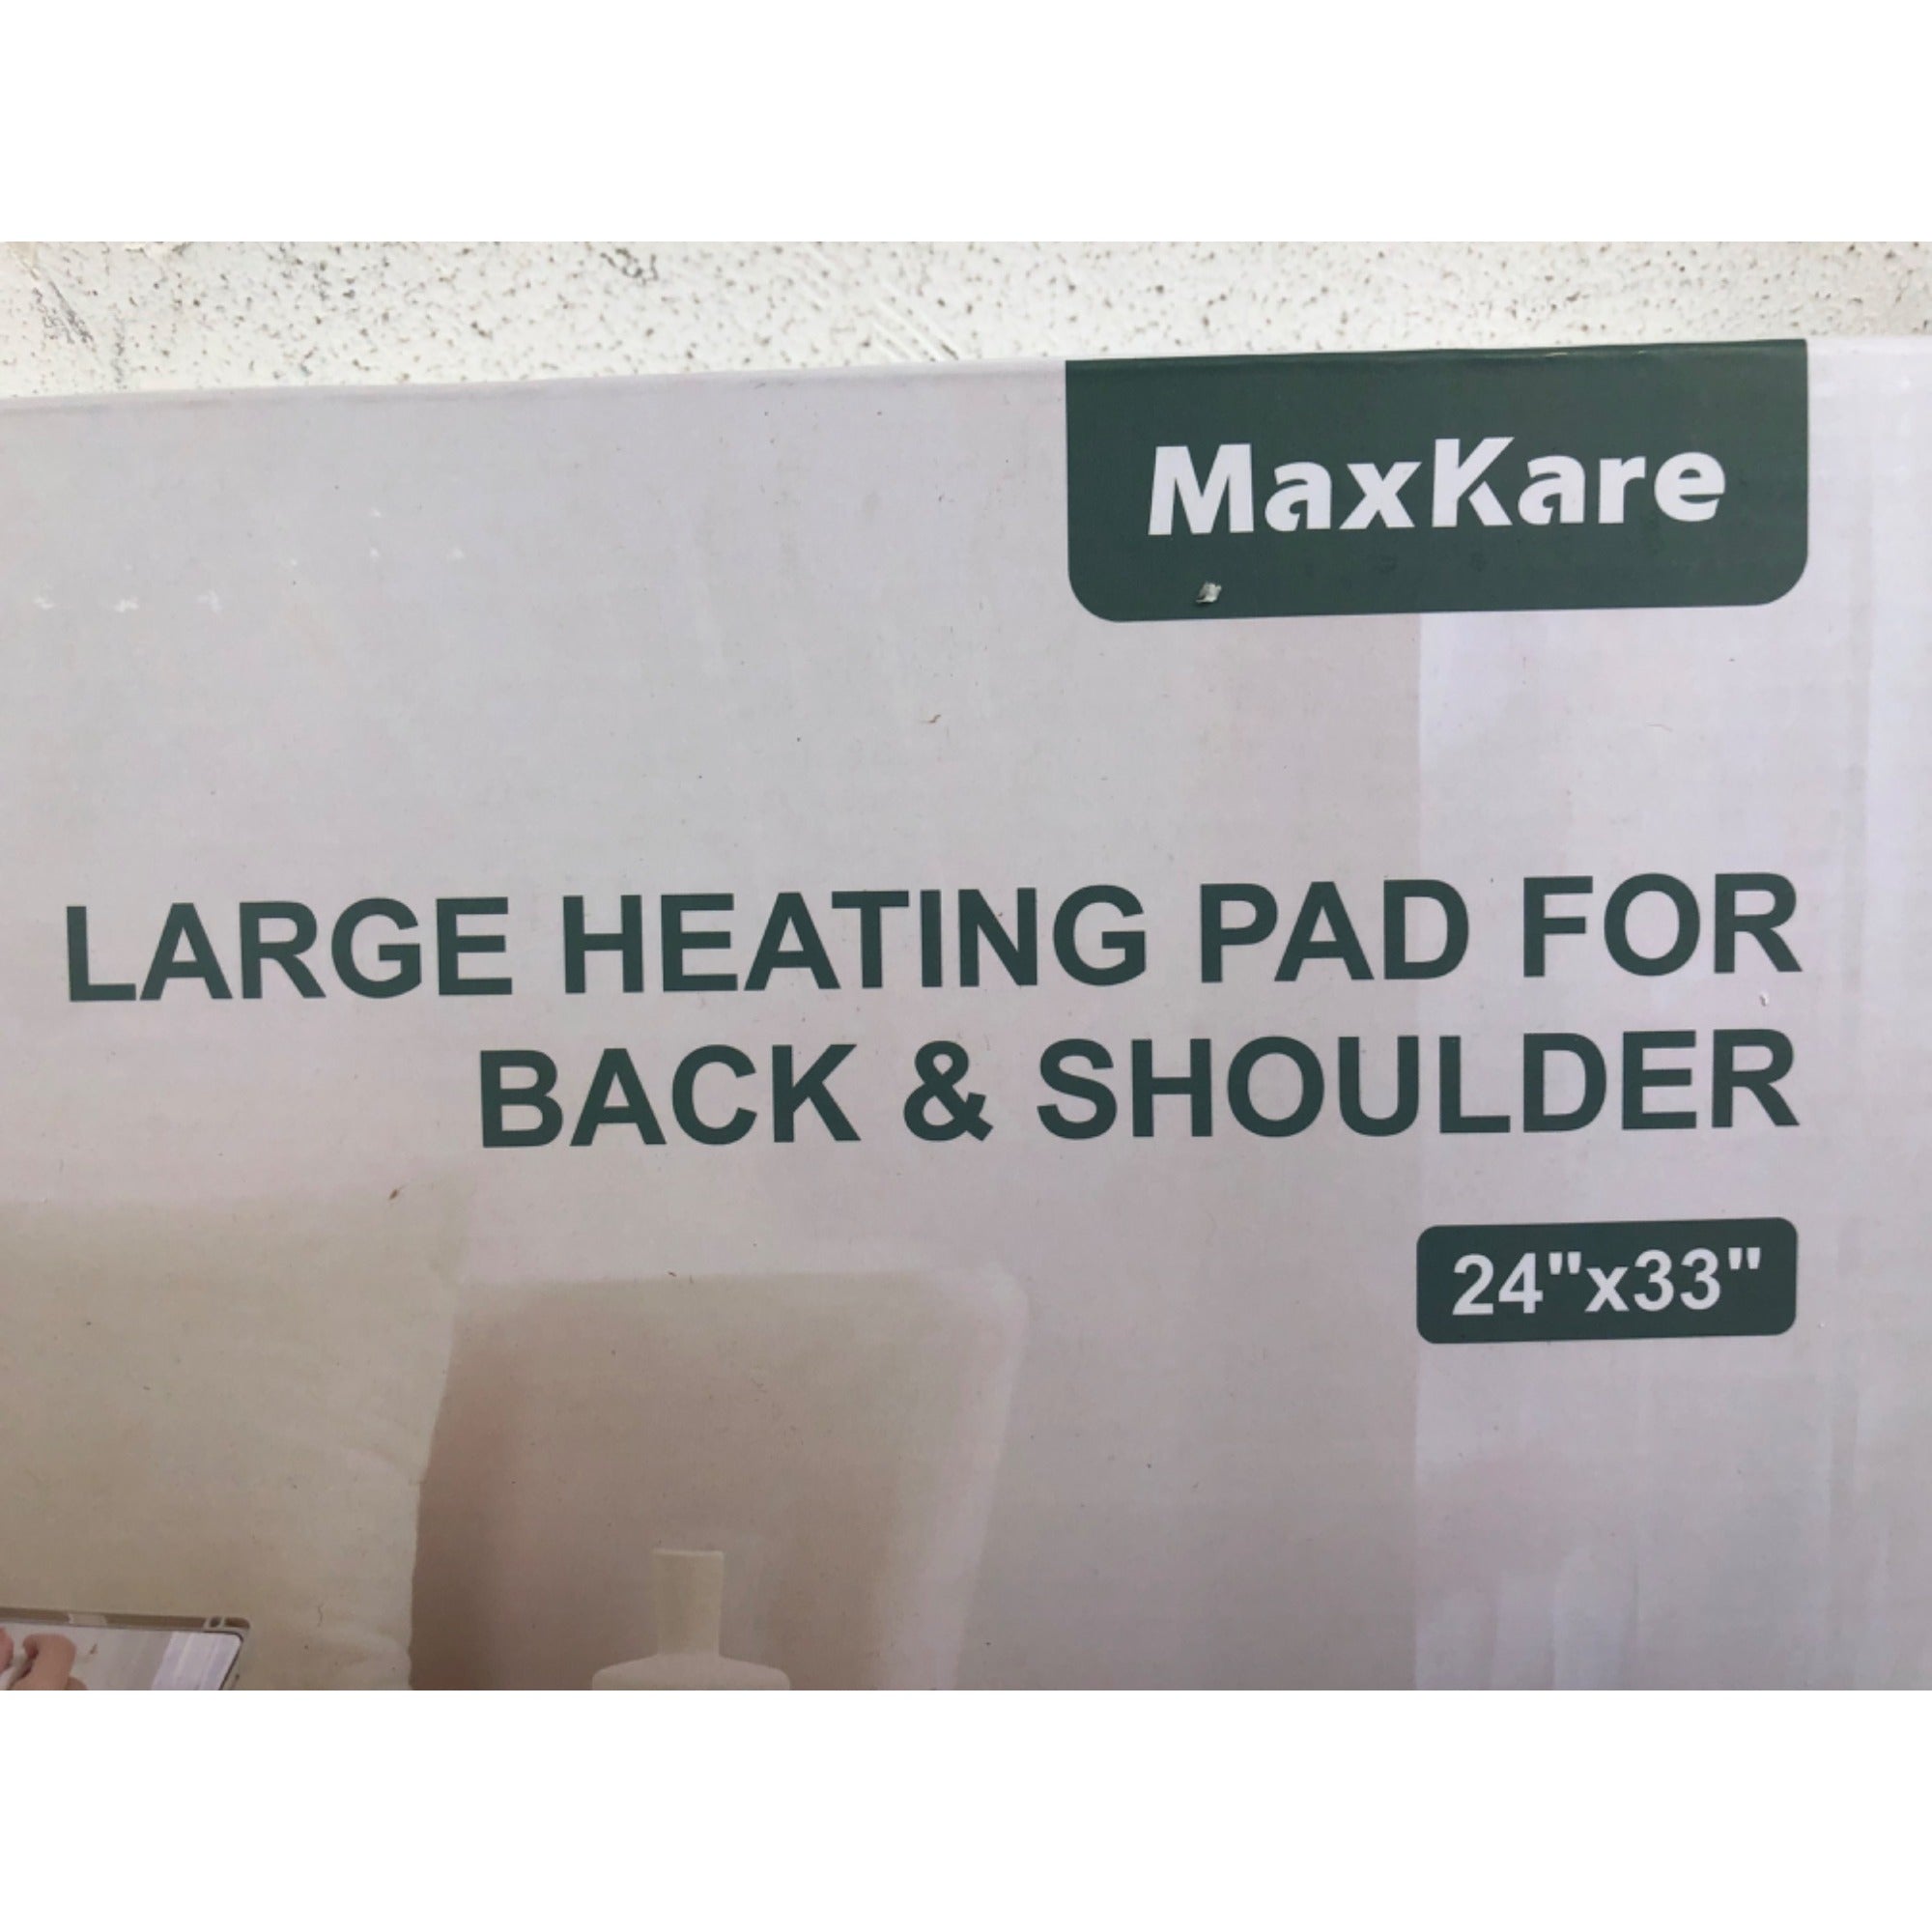 MaxKare
LARGE HEATING PAD FOR
BACK & SHOULDER
24"x33"